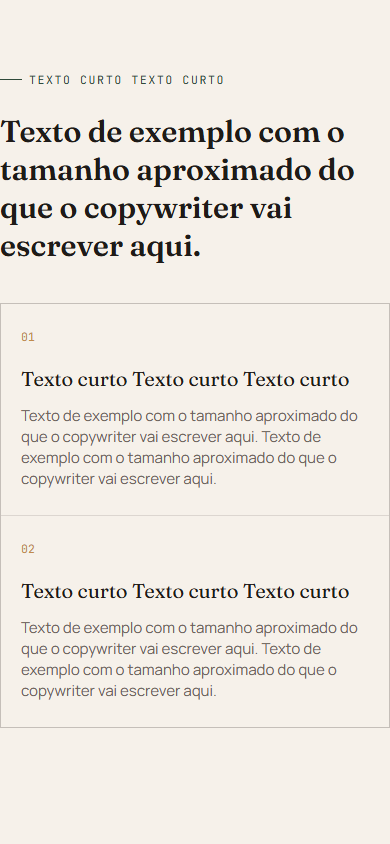 TEXTO CURTO TEXTO CURTO
Texto de exemplo com o
tamanho aproximado do
que o copywriter vai
escrever aqui.
01
Texto curto Texto curto Texto curto
Texto de exemplo com o tamanho aproximado do
que o copywriter vai escrever aqui. Texto de
exemplo com o tamanho aproximado do que o
copywriter vai escrever aqui.
02
Texto curto Texto curto Texto curto
Texto de exemplo com o tamanho aproximado do
que o copywriter vai escrever aqui. Texto de
exemplo com o tamanho aproximado do que o
copywriter vai escrever aqui.